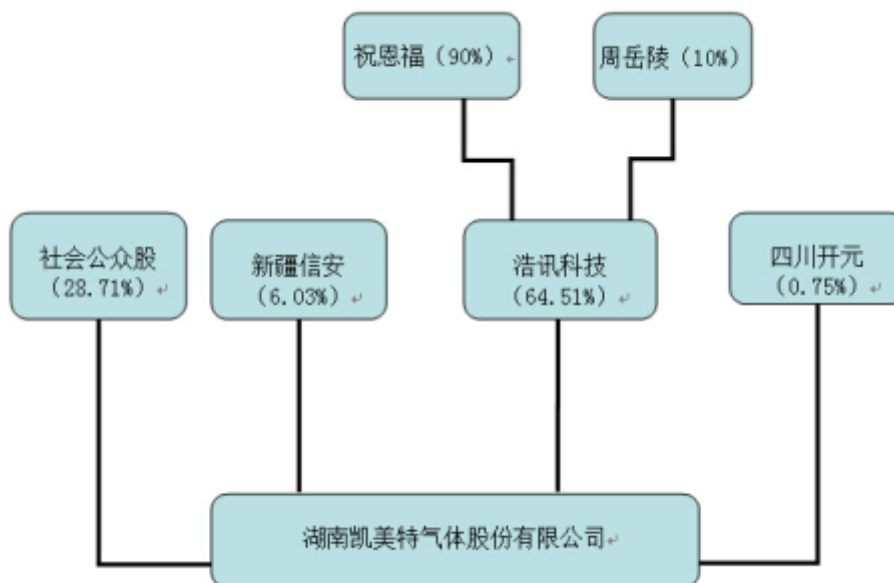 祝恩福（90%）
周岳陵（10%）
社会公众股
（28.71%）
新疆信安
（6.03%）
浩讯科技
（64.51%）
四川开元
（0.75%）
湖南凯美特气体股份有限公司